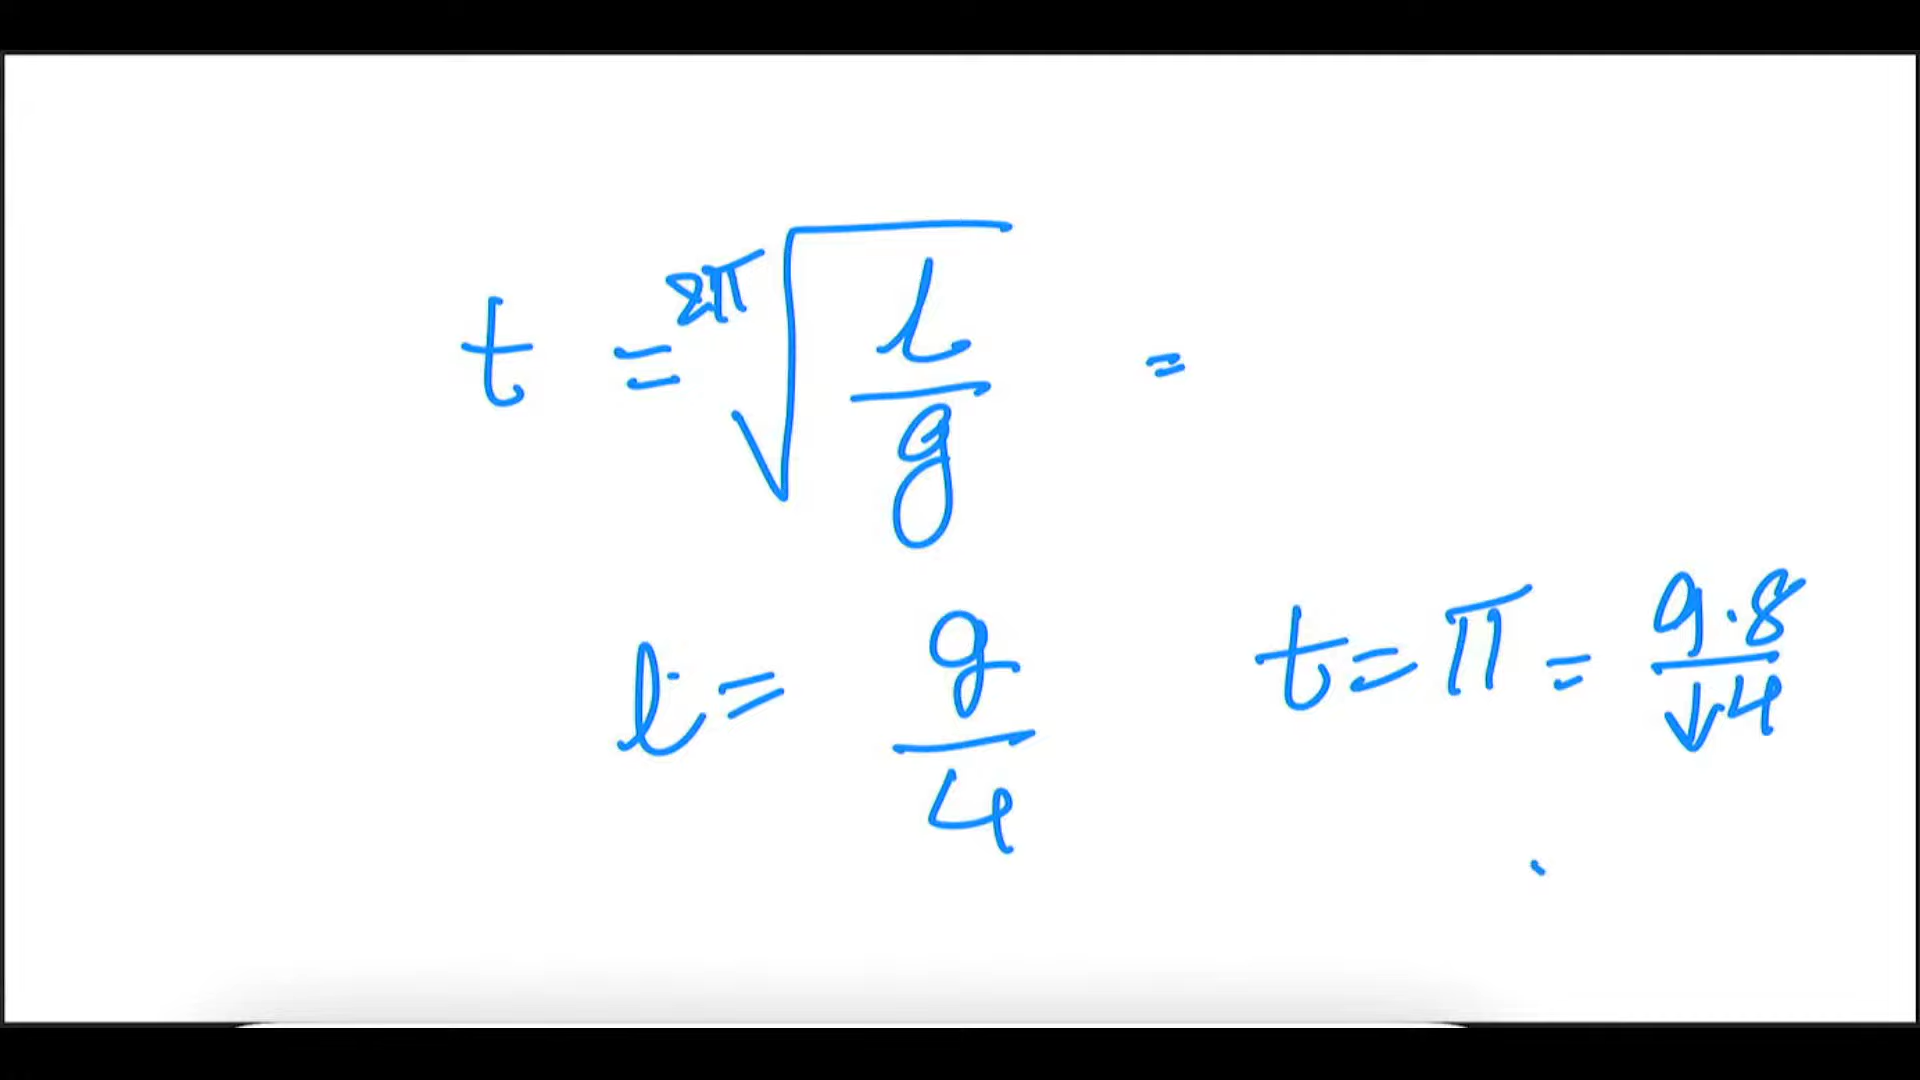 t = 2π √(l/g) =
l = g/4
t = π = 9.8/√4